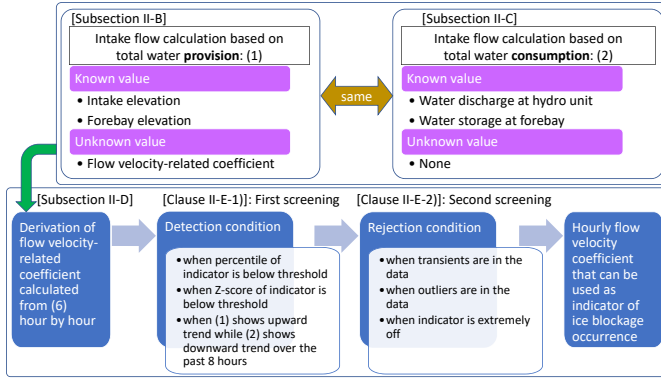 [Subsection II-B]
Intake flow calculation based on
total water provision: (1)
Known value
• Intake elevation
• Forebay elevation
Unknown value
• Flow velocity-related coefficient
same
[Subsection II-C]
Intake flow calculation based on
total water consumption: (2)
Known value
• Water discharge at hydro unit
• Water storage at forebay
Unknown value
• None
[Subsection II-D]
Derivation of
flow velocity-
related
coefficient
calculated
from (6)
hour by hour
[Clause II-E-1)]: First screening
Detection condition
•when percentile of
indicator is below threshold
•when Z-score of indicator is
below threshold
•when (1) shows upward
trend while (2) shows
downward trend over the
past 8 hours
[Clause II-E-2)]: Second screening
Rejection condition
•when transients are in
the data
•when outliers are in the
data
•when indicator is extremely
off
Hourly flow
velocity
coefficient
that can be
used as
indicator of
ice blockage
occurrence